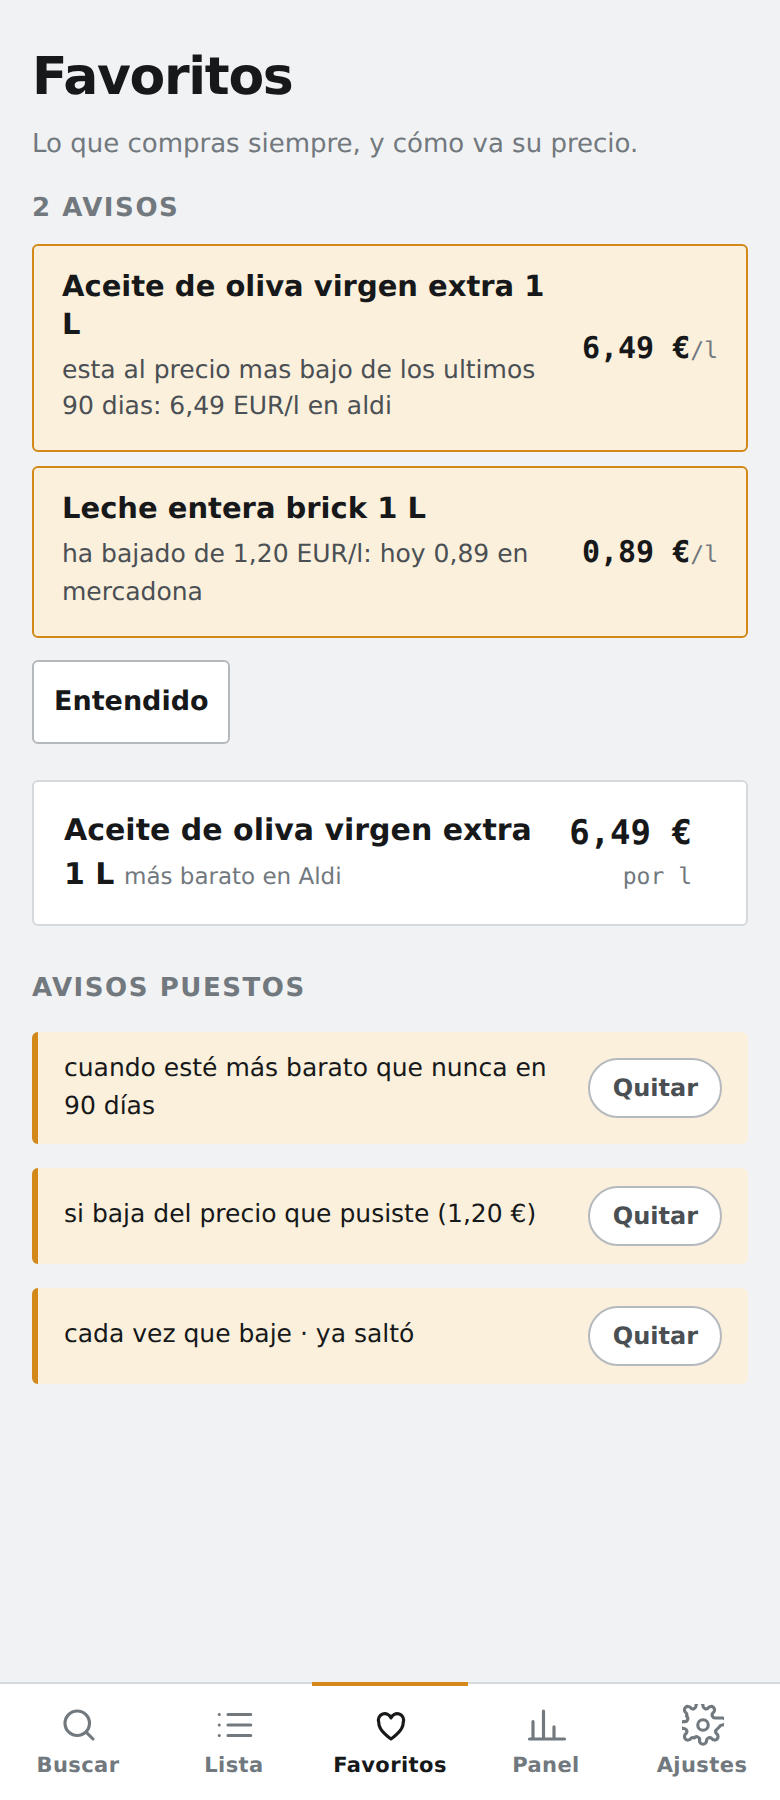 Favoritos
Lo que compras siempre, y cómo va su precio.
2 AVISOS
Aceite de oliva virgen extra 1
L
esta al precio mas bajo de los ultimos
90 dias: 6,49 EUR/l en aldi
6,49 €/l
Leche entera brick 1 L
ha bajado de 1,20 EUR/l: hoy 0,89 en
mercadona
0,89 €/l
Entendido
Aceite de oliva virgen extra
1 L más barato en Aldi
6,49 €
por l
AVISOS PUESTOS
cuando esté más barato que nunca en
90 días
Quitar
si baja del precio que pusiste (1,20 €)
Quitar
cada vez que baje · ya saltó
Quitar
Buscar
Lista
Favoritos
Panel
Ajustes